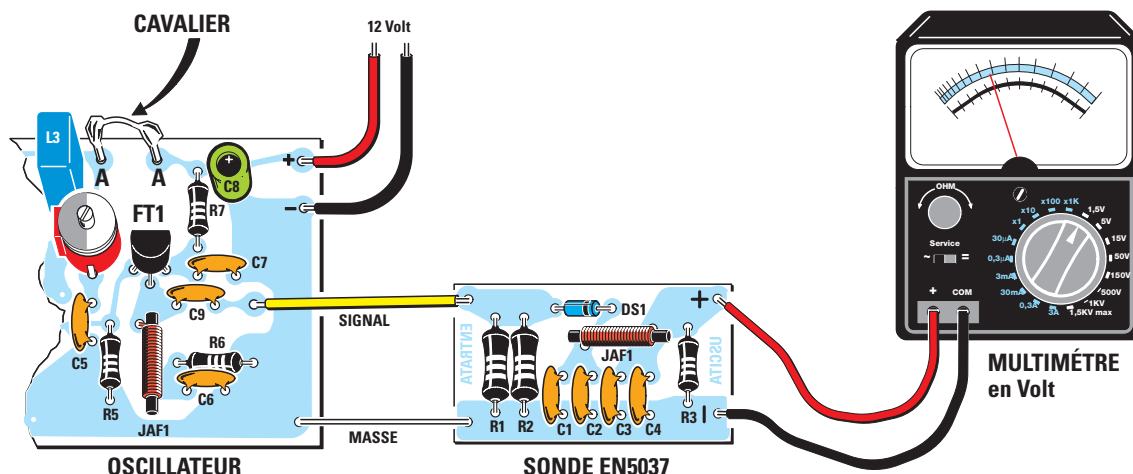 CAVALIER
12 Volt
L3
A
A
FT1
C8
+
-
R7
C7
C9
C5
R5
JAF1
R6
C6
OSCILLATEUR
SIGNAL
MASSE
ENTRATA
DS1
+
JAF1
USCITA
R1
R2
C1
C2
C3
C4
R3
SONDE EN5037
OHM
Service
~
=
x1
x10
x100
x1K
1,5V
5V
15V
50V
150V
500V
1KV
1,5KV max
30µA
0,3µA
3mA
30mA
0,3A
3A
+
COM
MULTIMÉTRE
en Volt